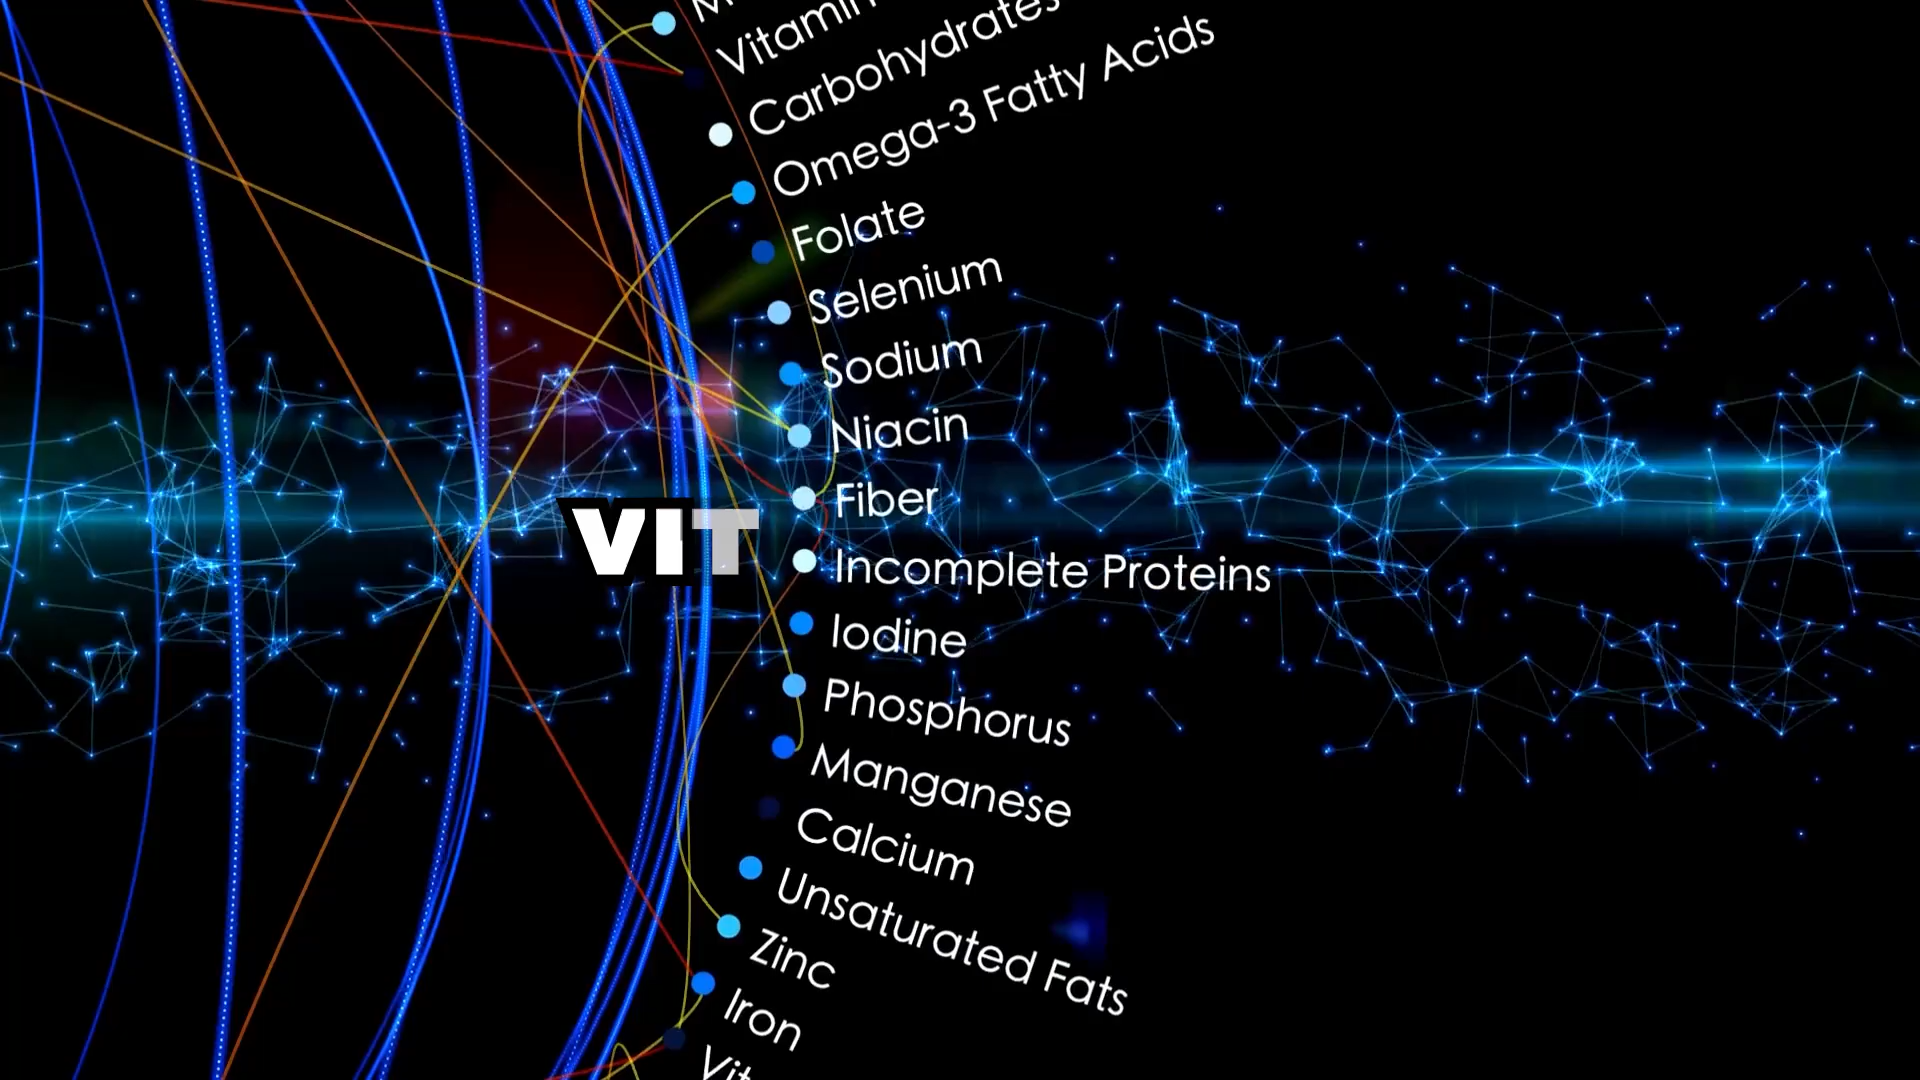 Vitamin
Carbohydrates
Omega-3 Fatty Acids
Folate
Selenium
Sodium
Niacin
Fiber
VIT
Incomplete Proteins
Iodine
Phosphorus
Manganese
Calcium
Unsaturated Fats
Zinc
Iron
Vit